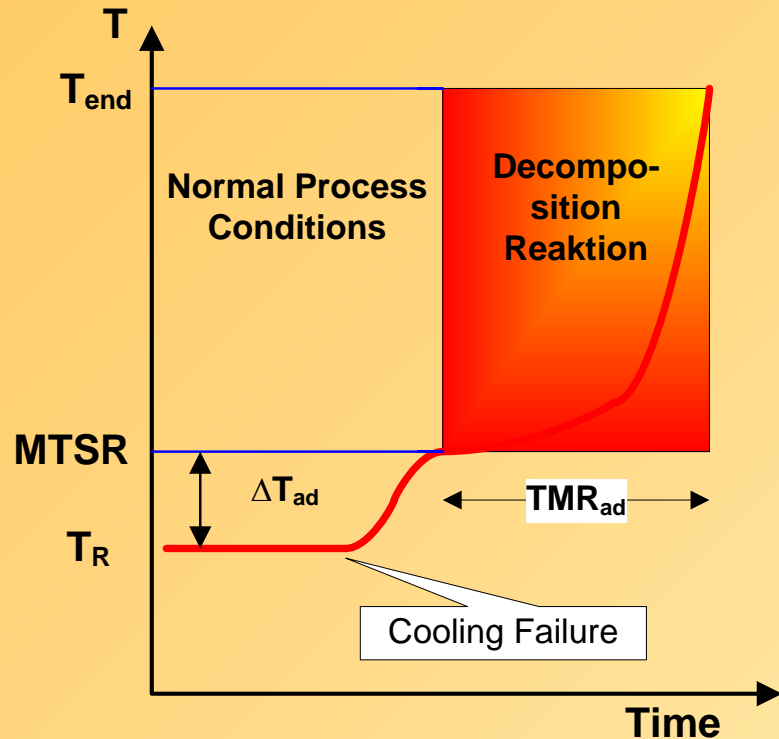 T
T_end
Normal Process
Conditions
Decompo-
sition
Reaktion
MTSR
ΔT_ad
TMR_ad
T_R
Cooling Failure
Time